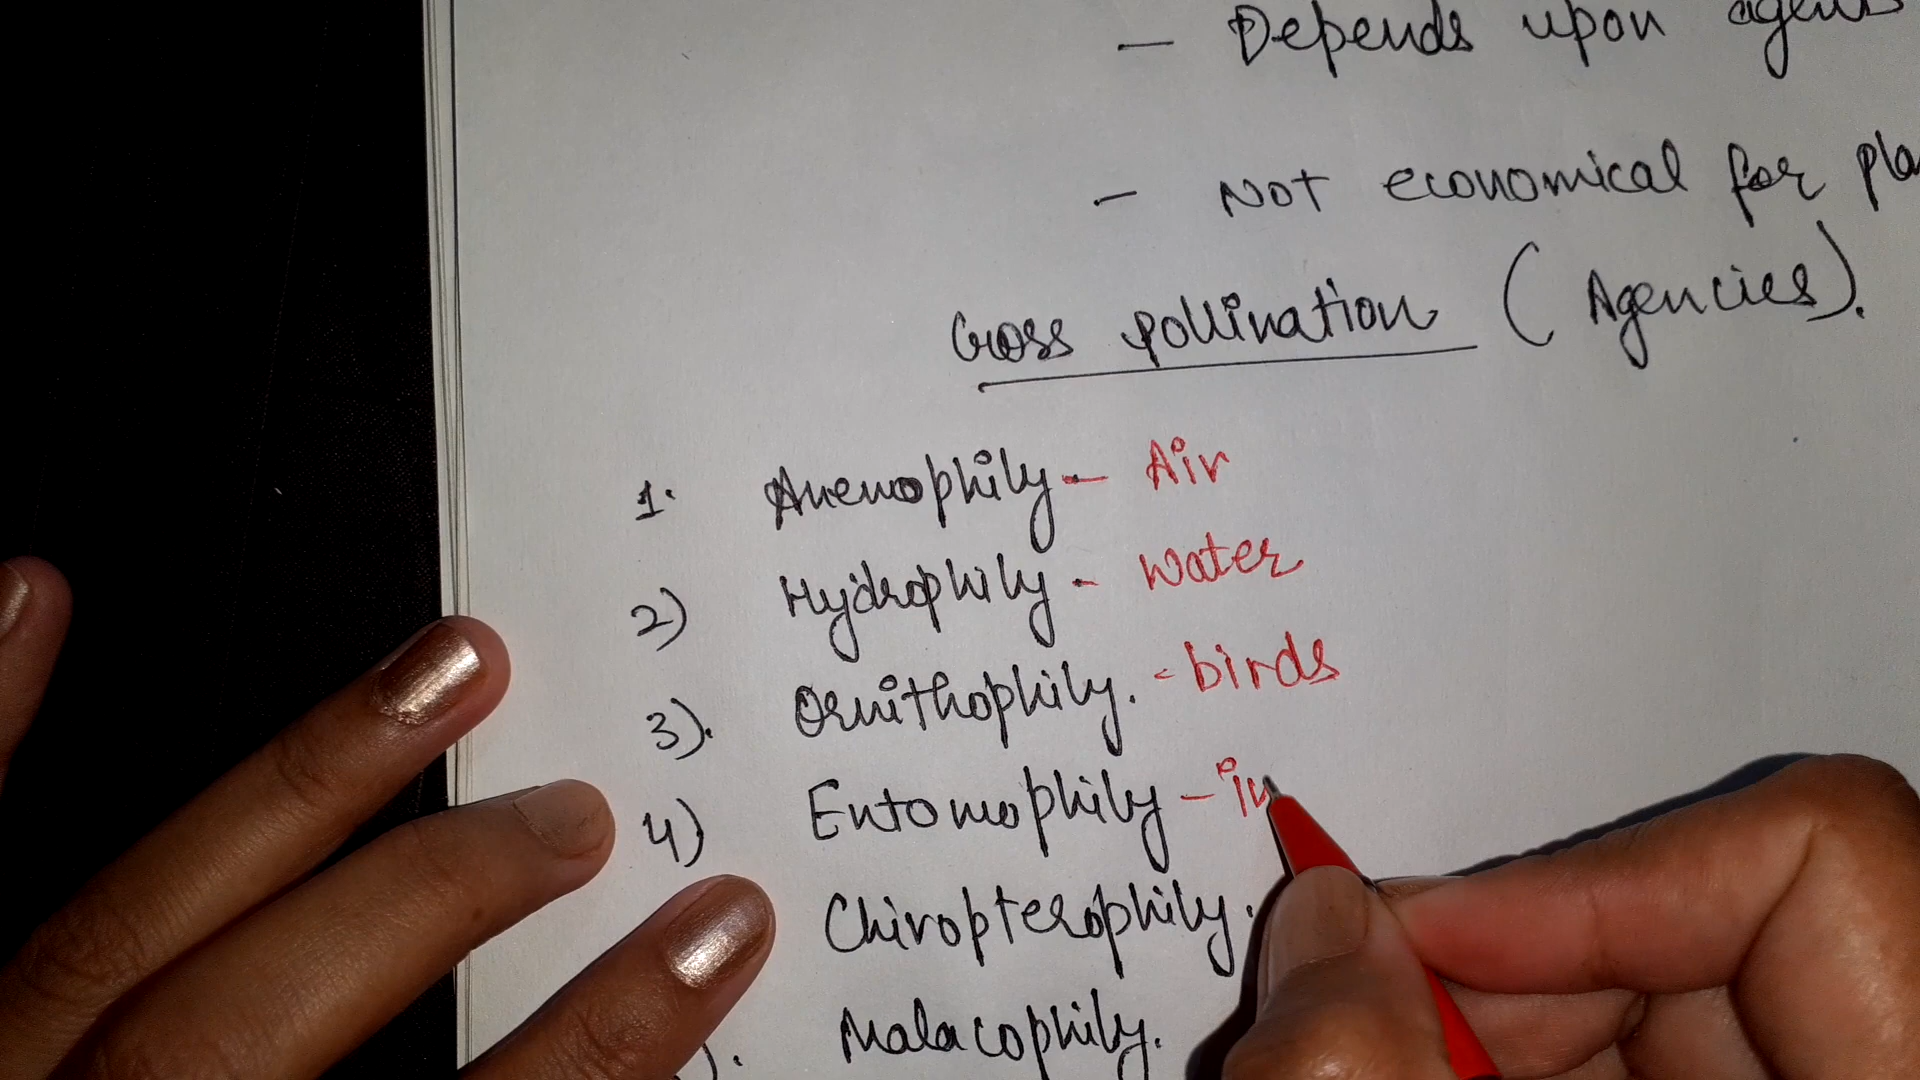 - Depends upon
- Not economical for
Cross pollination (Agencies).
1. Anemophily - Air
2) Hydrophily - Water
3). Ornithophily. - birds
4) Entomophily - in
Chiropterophily.
). Malacophily.